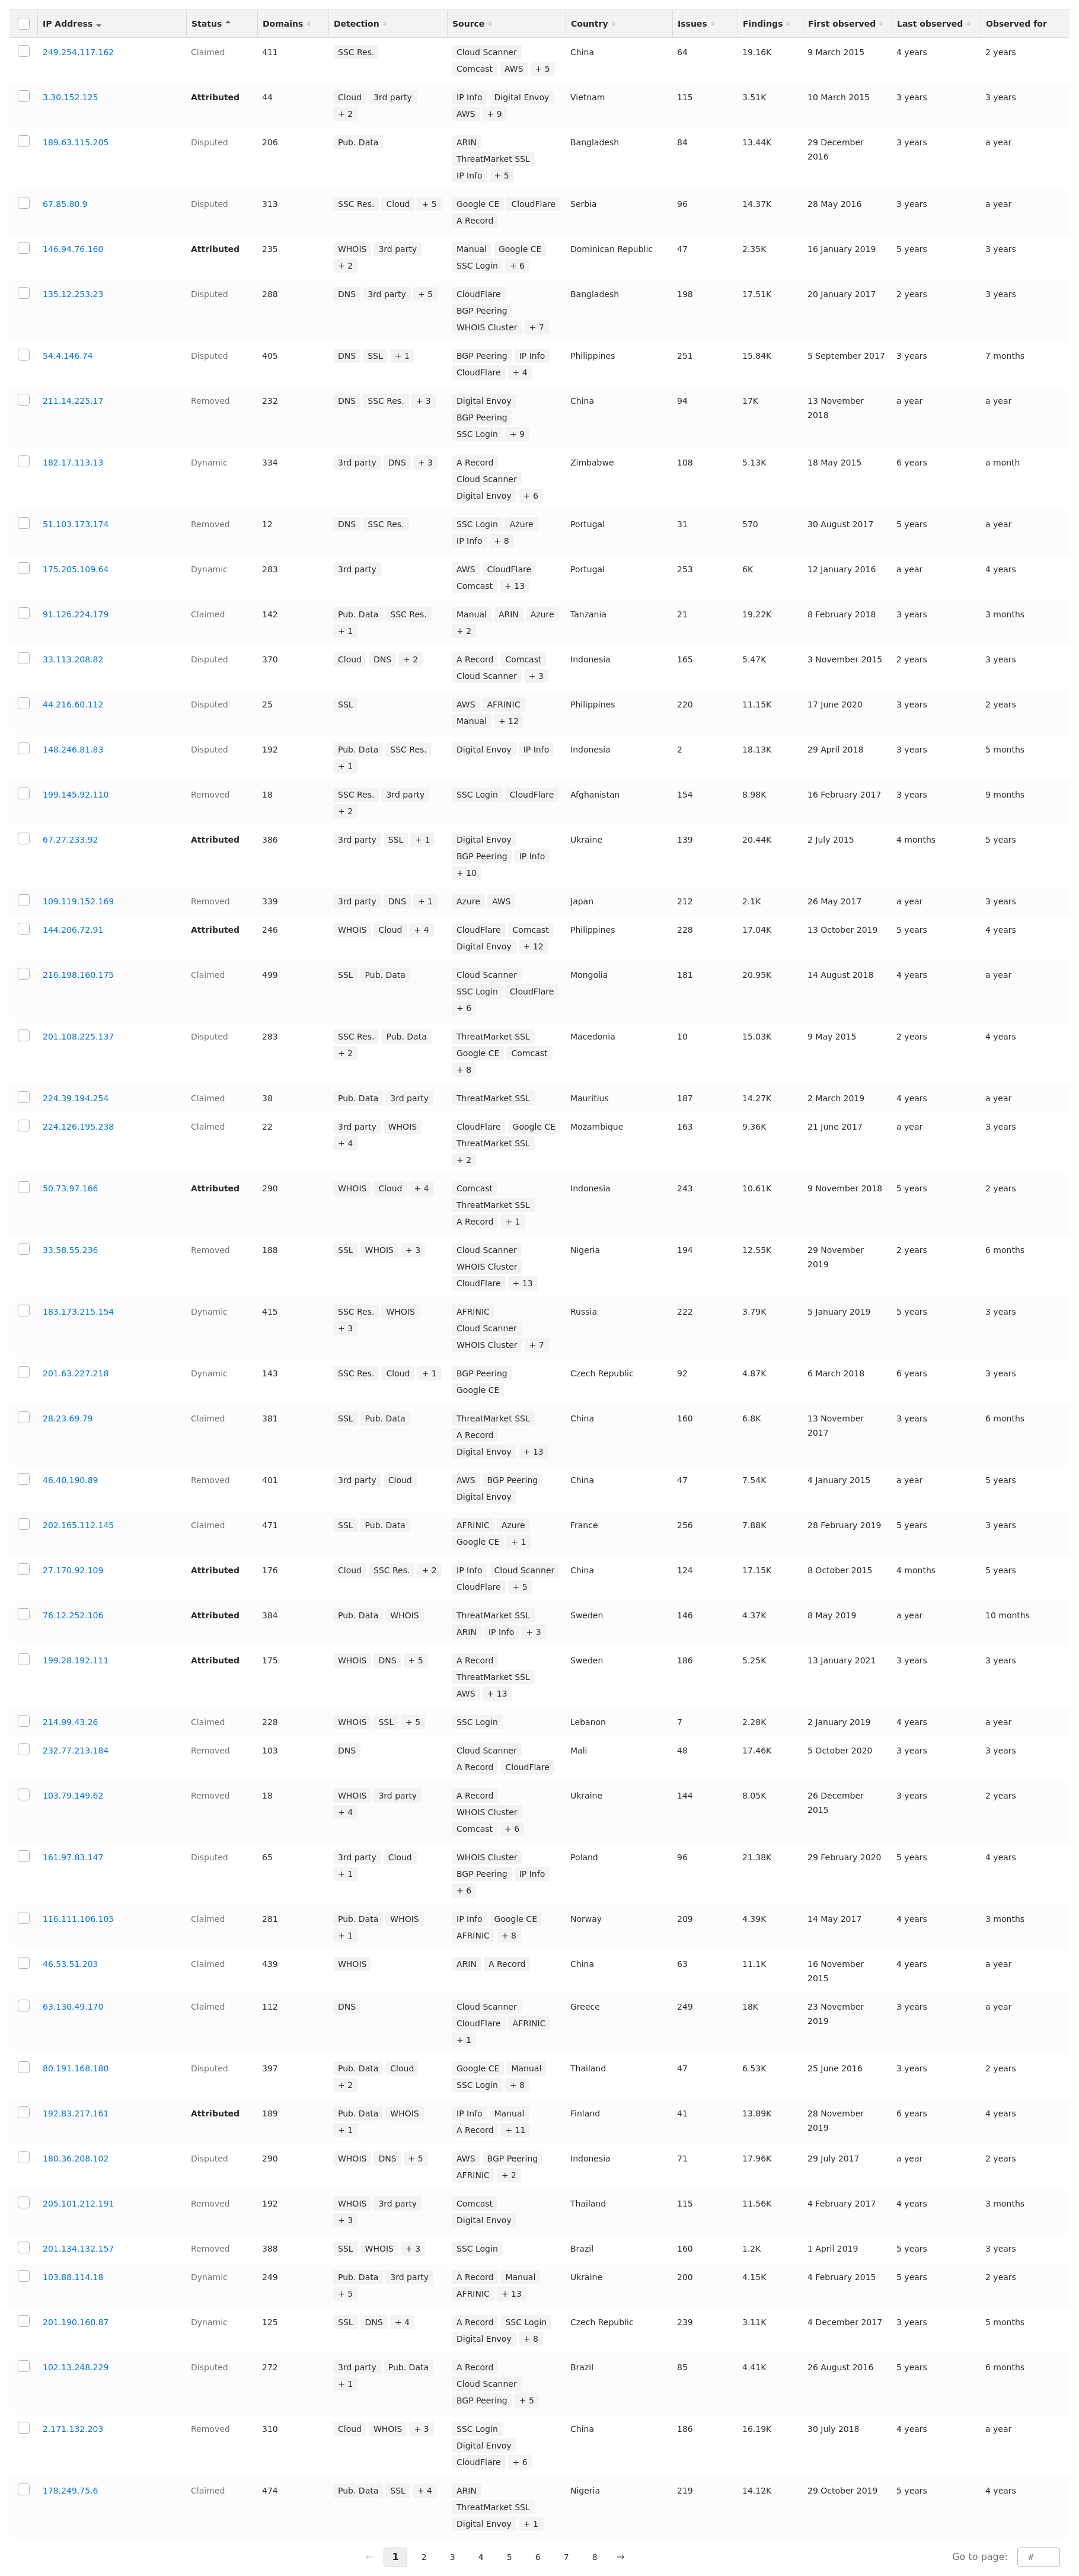 IP Address Status Domains Detection Source Country Issues Findings First observed Last observed Observed for
249.254.117.162 Claimed 411 SSC Res. Cloud Scanner China 64 19.16K 9 March 2015 4 years 2 years
Comcast AWS + 5
3.30.152.125 Attributed 44 Cloud 3rd party IP Info Digital Envoy Vietnam 115 3.51K 10 March 2015 3 years 3 years
+ 2 AWS + 9
189.63.115.205 Disputed 206 Pub. Data ARIN Bangladesh 84 13.44K 29 December 3 years a year
ThreatMarket SSL 2016
IP Info + 5
67.85.80.9 Disputed 313 SSC Res. Cloud + 5 Google CE CloudFlare Serbia 96 14.37K 28 May 2016 3 years a year
A Record
146.94.76.160 Attributed 235 WHOIS 3rd party Manual Google CE Dominican Republic 47 2.35K 16 January 2019 5 years 3 years
+ 2 SSC Login + 6
135.12.253.23 Disputed 288 DNS 3rd party + 5 CloudFlare Bangladesh 198 17.51K 20 January 2017 2 years 3 years
BGP Peering
WHOIS Cluster + 7
54.4.146.74 Disputed 405 DNS SSL + 1 BGP Peering IP Info Philippines 251 15.84K 5 September 2017 3 years 7 months
CloudFlare + 4
211.14.225.17 Removed 232 DNS SSC Res. + 3 Digital Envoy China 94 17K 13 November a year a year
BGP Peering 2018
SSC Login + 9
182.17.113.13 Dynamic 334 3rd party DNS + 3 A Record Zimbabwe 108 5.13K 18 May 2015 6 years a month
Cloud Scanner
Digital Envoy + 6
51.103.173.174 Removed 12 DNS SSC Res. SSC Login Azure Portugal 31 570 30 August 2017 5 years a year
IP Info + 8
175.205.109.64 Dynamic 283 3rd party AWS CloudFlare Portugal 253 6K 12 January 2016 a year 4 years
Comcast + 13
91.126.224.179 Claimed 142 Pub. Data SSC Res. Manual ARIN Azure Tanzania 21 19.22K 8 February 2018 3 years 3 months
+ 1 + 2
33.113.208.82 Disputed 370 Cloud DNS + 2 A Record Comcast Indonesia 165 5.47K 3 November 2015 2 years 3 years
Cloud Scanner + 3
44.216.60.112 Disputed 25 SSL AWS AFRINIC Philippines 220 11.15K 17 June 2020 3 years 2 years
Manual + 12
148.246.81.83 Disputed 192 Pub. Data SSC Res. Digital Envoy IP Info Indonesia 2 18.13K 29 April 2018 3 years 5 months
+ 1
199.145.92.110 Removed 18 SSC Res. 3rd party SSC Login CloudFlare Afghanistan 154 8.98K 16 February 2017 3 years 9 months
+ 2
67.27.233.92 Attributed 386 3rd party SSL + 1 Digital Envoy Ukraine 139 20.44K 2 July 2015 4 months 5 years
BGP Peering IP Info
+ 10
109.119.152.169 Removed 339 3rd party DNS + 1 Azure AWS Japan 212 2.1K 26 May 2017 a year 3 years
144.206.72.91 Attributed 246 WHOIS Cloud + 4 CloudFlare Comcast Philippines 228 17.04K 13 October 2019 5 years 4 years
Digital Envoy + 12
216.198.160.175 Claimed 499 SSL Pub. Data Cloud Scanner Mongolia 181 20.95K 14 August 2018 4 years a year
SSC Login CloudFlare
+ 6
201.108.225.137 Disputed 283 SSC Res. Pub. Data ThreatMarket SSL Macedonia 10 15.03K 9 May 2015 2 years 4 years
+ 2 Google CE Comcast
+ 8
224.39.194.254 Claimed 38 Pub. Data 3rd party ThreatMarket SSL Mauritius 187 14.27K 2 March 2019 4 years a year
224.126.195.238 Claimed 22 3rd party WHOIS CloudFlare Google CE Mozambique 163 9.36K 21 June 2017 a year 3 years
+ 4 ThreatMarket SSL
+ 2
50.73.97.166 Attributed 290 WHOIS Cloud + 4 Comcast Indonesia 243 10.61K 9 November 2018 5 years 2 years
ThreatMarket SSL
A Record + 1
33.58.55.236 Removed 188 SSL WHOIS + 3 Cloud Scanner Nigeria 194 12.55K 29 November 2 years 6 months
WHOIS Cluster 2019
CloudFlare + 13
183.173.215.154 Dynamic 415 SSC Res. WHOIS AFRINIC Russia 222 3.79K 5 January 2019 5 years 3 years
+ 3 Cloud Scanner
WHOIS Cluster + 7
201.63.227.218 Dynamic 143 SSC Res. Cloud + 1 BGP Peering Czech Republic 92 4.87K 6 March 2018 6 years 3 years
Google CE
28.23.69.79 Claimed 381 SSL Pub. Data ThreatMarket SSL China 160 6.8K 13 November 3 years 6 months
A Record 2017
Digital Envoy + 13
46.40.190.89 Removed 401 3rd party Cloud AWS BGP Peering China 47 7.54K 4 January 2015 a year 5 years
Digital Envoy
202.165.112.145 Claimed 471 SSL Pub. Data AFRINIC Azure France 256 7.88K 28 February 2019 5 years 3 years
Google CE + 1
27.170.92.109 Attributed 176 Cloud SSC Res. + 2 IP Info Cloud Scanner China 124 17.15K 8 October 2015 4 months 5 years
CloudFlare + 5
76.12.252.106 Attributed 384 Pub. Data WHOIS ThreatMarket SSL Sweden 146 4.37K 8 May 2019 a year 10 months
ARIN IP Info + 3
199.28.192.111 Attributed 175 WHOIS DNS + 5 A Record Sweden 186 5.25K 13 January 2021 3 years 3 years
ThreatMarket SSL
AWS + 13
214.99.43.26 Claimed 228 WHOIS SSL + 5 SSC Login Lebanon 7 2.28K 2 January 2019 4 years a year
232.77.213.184 Removed 103 DNS Cloud Scanner Mali 48 17.46K 5 October 2020 3 years 3 years
A Record CloudFlare
103.79.149.62 Removed 18 WHOIS 3rd party A Record Ukraine 144 8.05K 26 December 3 years 2 years
+ 4 WHOIS Cluster 2015
Comcast + 6
161.97.83.147 Disputed 65 3rd party Cloud WHOIS Cluster Poland 96 21.38K 29 February 2020 5 years 4 years
+ 1 BGP Peering IP Info
+ 6
116.111.106.105 Claimed 281 Pub. Data WHOIS IP Info Google CE Norway 209 4.39K 14 May 2017 4 years 3 months
+ 1 AFRINIC + 8
46.53.51.203 Claimed 439 WHOIS ARIN A Record China 63 11.1K 16 November 4 years a year
2015
63.130.49.170 Claimed 112 DNS Cloud Scanner Greece 249 18K 23 November 3 years a year
CloudFlare AFRINIC 2019
+ 1
80.191.168.180 Disputed 397 Pub. Data Cloud Google CE Manual Thailand 47 6.53K 25 June 2016 3 years 2 years
+ 2 SSC Login + 8
192.83.217.161 Attributed 189 Pub. Data WHOIS IP Info Manual Finland 41 13.89K 28 November 6 years 4 years
+ 1 A Record + 11 2019
180.36.208.102 Disputed 290 WHOIS DNS + 5 AWS BGP Peering Indonesia 71 17.96K 29 July 2017 a year 2 years
AFRINIC + 2
205.101.212.191 Removed 192 WHOIS 3rd party Comcast Thailand 115 11.56K 4 February 2017 4 years 3 months
+ 3 Digital Envoy
201.134.132.157 Removed 388 SSL WHOIS + 3 SSC Login Brazil 160 1.2K 1 April 2019 5 years 3 years
103.88.114.18 Dynamic 249 Pub. Data 3rd party A Record Manual Ukraine 200 4.15K 4 February 2015 5 years 2 years
+ 5 AFRINIC + 13
201.190.160.87 Dynamic 125 SSL DNS + 4 A Record SSC Login Czech Republic 239 3.11K 4 December 2017 3 years 5 months
Digital Envoy + 8
102.13.248.229 Disputed 272 3rd party Pub. Data A Record Brazil 85 4.41K 26 August 2016 5 years 6 months
+ 1 Cloud Scanner
BGP Peering + 5
2.171.132.203 Removed 310 Cloud WHOIS + 3 SSC Login China 186 16.19K 30 July 2018 4 years a year
Digital Envoy
CloudFlare + 6
178.249.75.6 Claimed 474 Pub. Data SSL + 4 ARIN Nigeria 219 14.12K 29 October 2019 5 years 4 years
ThreatMarket SSL
Digital Envoy + 1
← 1 2 3 4 5 6 7 8 → Go to page: #